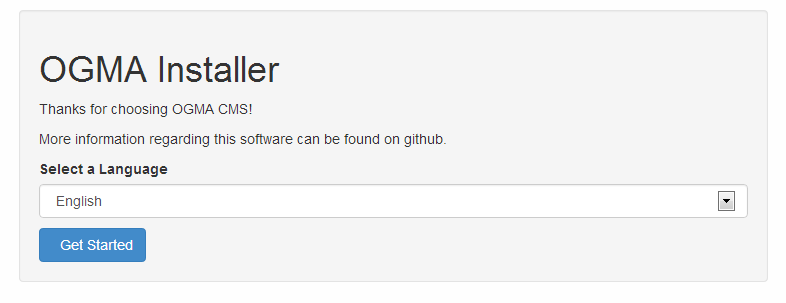 OGMA Installer
Thanks for choosing OGMA CMS!
More information regarding this software can be found on github.
Select a Language
English
Get Started